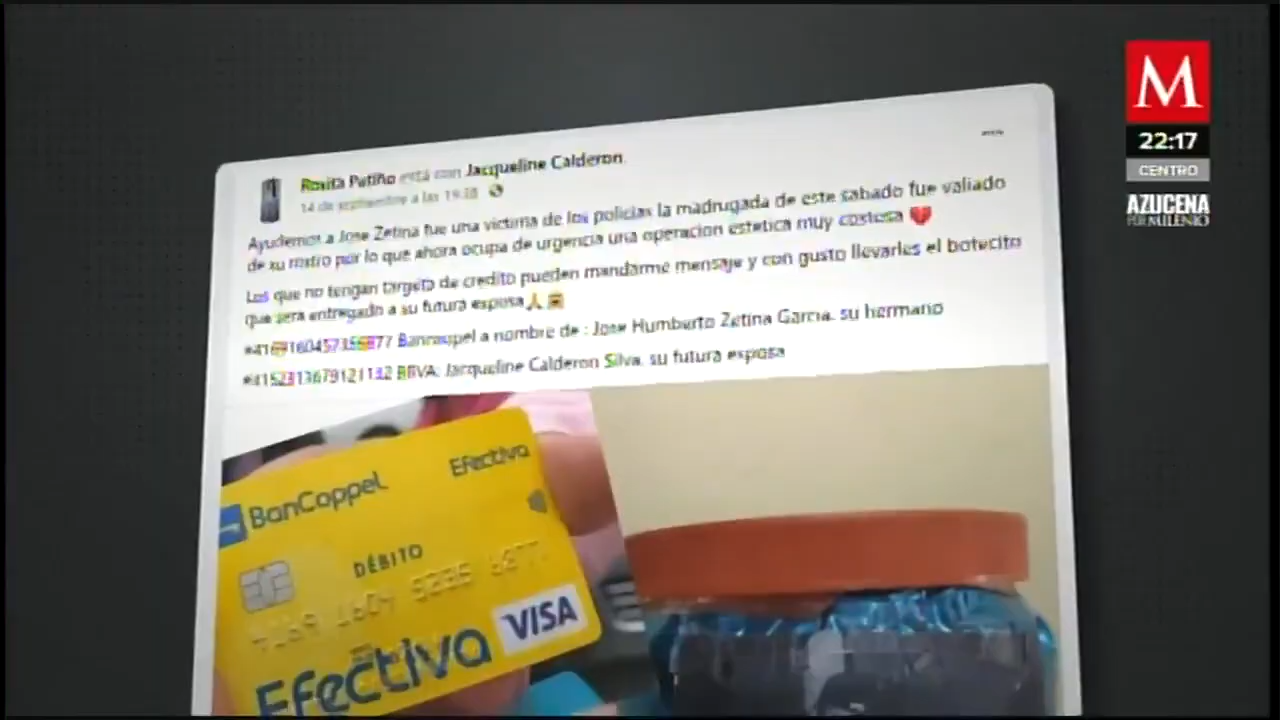 M
22:17
CENTRO
AZUCENA
POR MILENIO
Rosita Patiño está con Jacqueline Calderon.
14 de septiembre a las 19:38
Ayudemos a Jose Zetina fue una victima de los policias la madrugada de este sabado fue valiado
de su rostro por lo que ahora ocupa de urgencia una operacion estetica muy costosa 💔
Los que no tengan targeta de credito pueden mandarme mensaje y con gusto llevarles el botecito
que sera entregado a su futura esposa🙏
Bancoppel a nombre de : Jose Humberto Zetina Garcia. su hermano
BBVA: Jacqueline Calderon Silva. su futura esposa
BanCoppel
Efectiva
DÉBITO
VISA
Efectiva